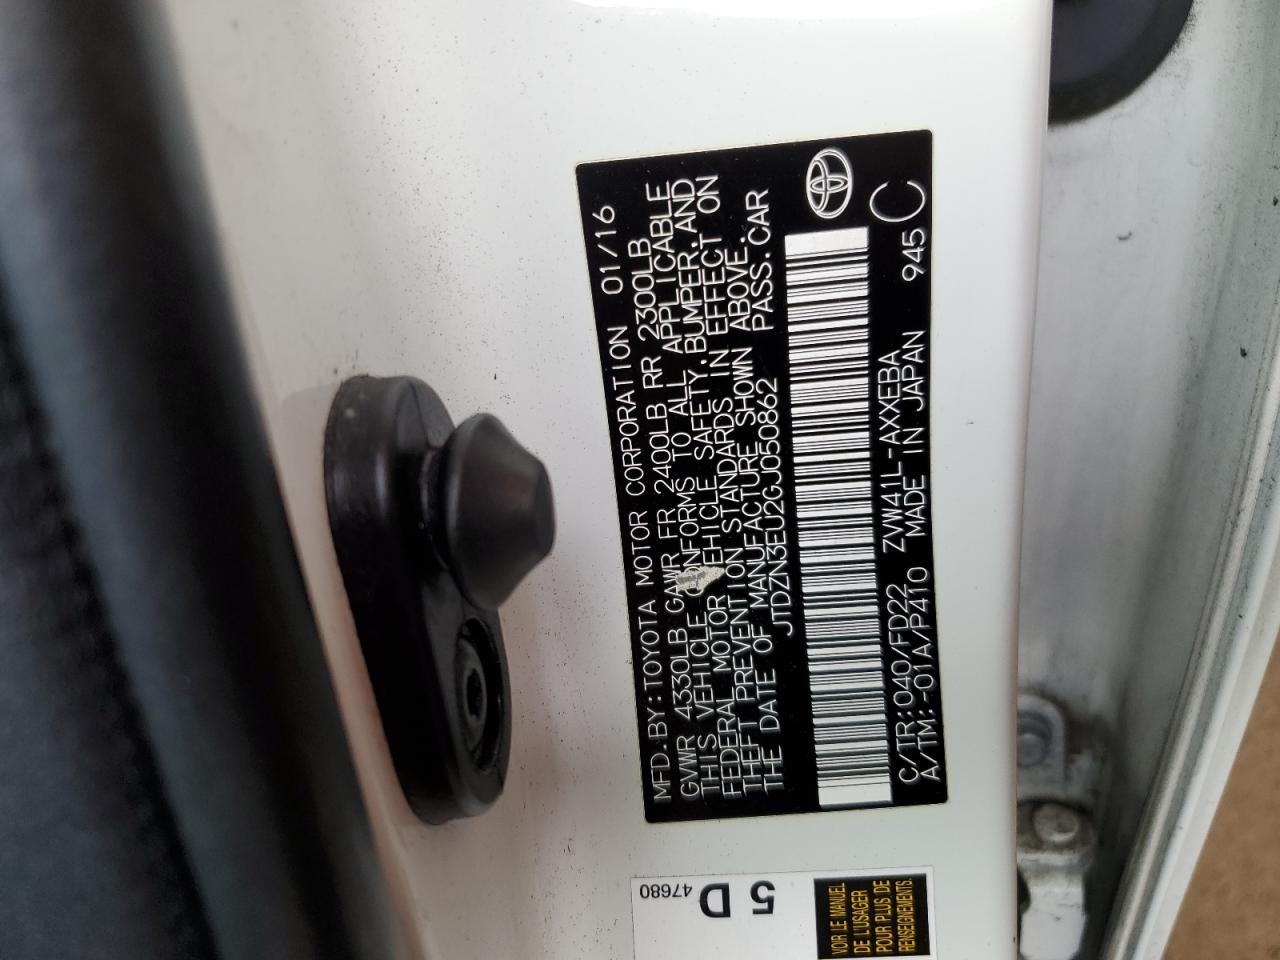 MFD.BY:TOYOTA MOTOR CORPORATION 01/16
GVWR 4330LB GAWR FR 2400LB RR 2300LB
THIS VEHICLE CONFORMS TO ALL APPLICABLE
FEDERAL MOTOR VEHICLE SAFETY,BUMPER,AND
THEFT PREVENTION STANDARDS IN EFFECT ON
THE DATE OF MANUFACTURE SHOWN ABOVE.
JTDZN3EU2GJ050862 PASS.CAR
C/TR:040/FD22 ZVW41L-AXXEBA 945
A/TM:-01A/P410 MADE IN JAPAN C
5D
47680
VOIR LE MANUEL
DE L'USAGER
POUR PLUS DE
RENSEIGNEMENTS.